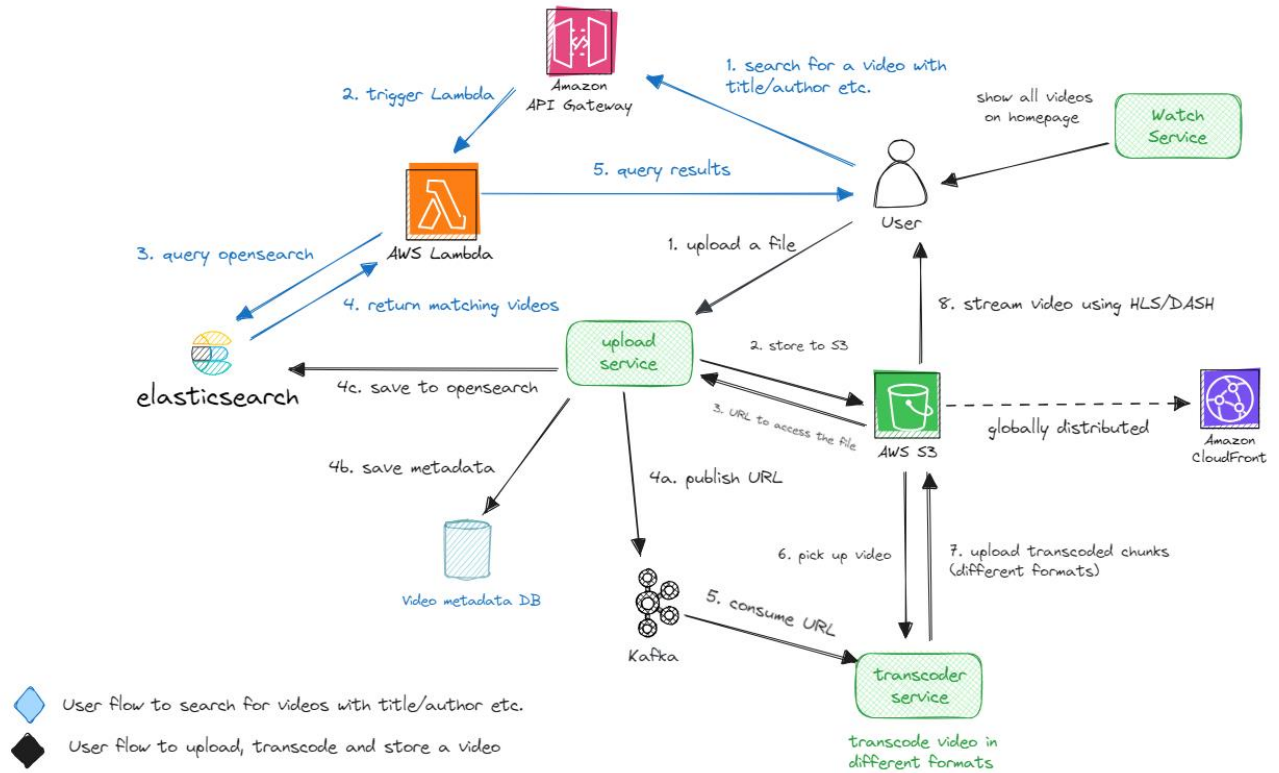 Amazon
API Gateway
1. search for a video with
title/author etc.
2. trigger Lambda
show all videos
on homepage
Watch
Service
5. query results
User
3. query opensearch
AWS Lambda
1. upload a file
4. return matching videos
8. stream video using HLS/DASH
upload
service
2. store to S3
elasticsearch
4c. save to opensearch
3. URL to access the file
AWS S3
globally distributed
Amazon
CloudFront
4b. save metadata
4a. publish URL
6. pick up video
7. upload transcoded chunks
(different formats)
Video metadata DB
5. consume URL
Kafka
transcoder
service
User flow to search for videos with title/author etc.
User flow to upload, transcode and store a video
transcode video in
different formats